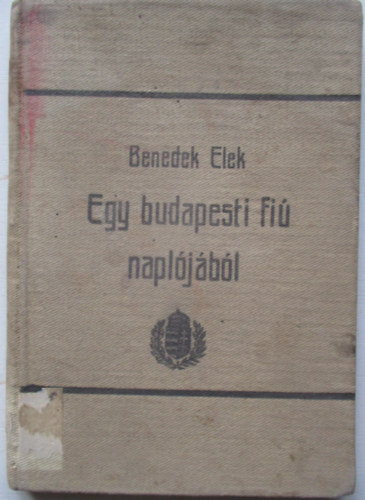 Benedek Elek
Egy budapesti fiú
naplójából